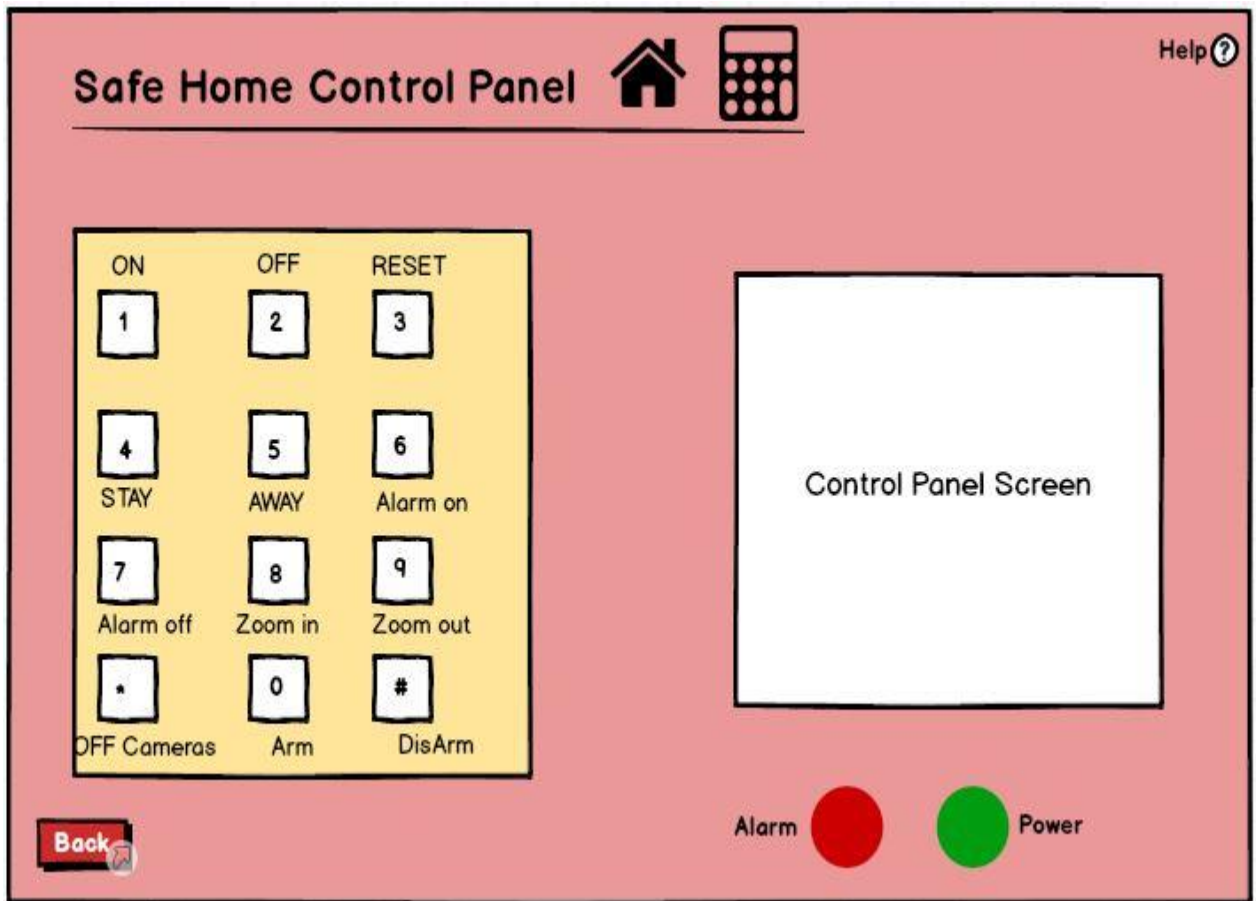 Safe Home Control Panel
Help ?
ON OFF RESET
1 2 3
4 5 6
STAY AWAY Alarm on
7 8 9
Alarm off Zoom in Zoom out
* 0 #
OFF Cameras Arm DisArm
Control Panel Screen
Alarm Power
Back